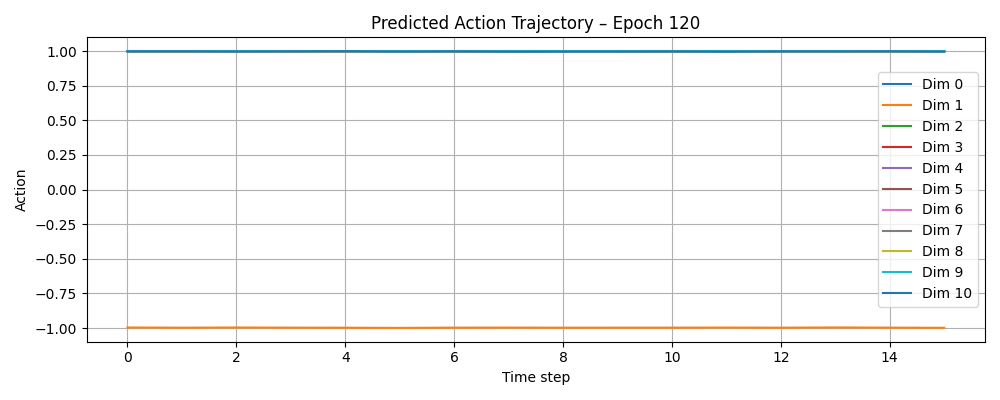 Predicted Action Trajectory – Epoch 120
1.00
0.75
0.50
0.25
0.00
−0.25
−0.50
−0.75
−1.00
Action
Dim 0
Dim 1
Dim 2
Dim 3
Dim 4
Dim 5
Dim 6
Dim 7
Dim 8
Dim 9
Dim 10
0 2 4 6 8 10 12 14
Time step